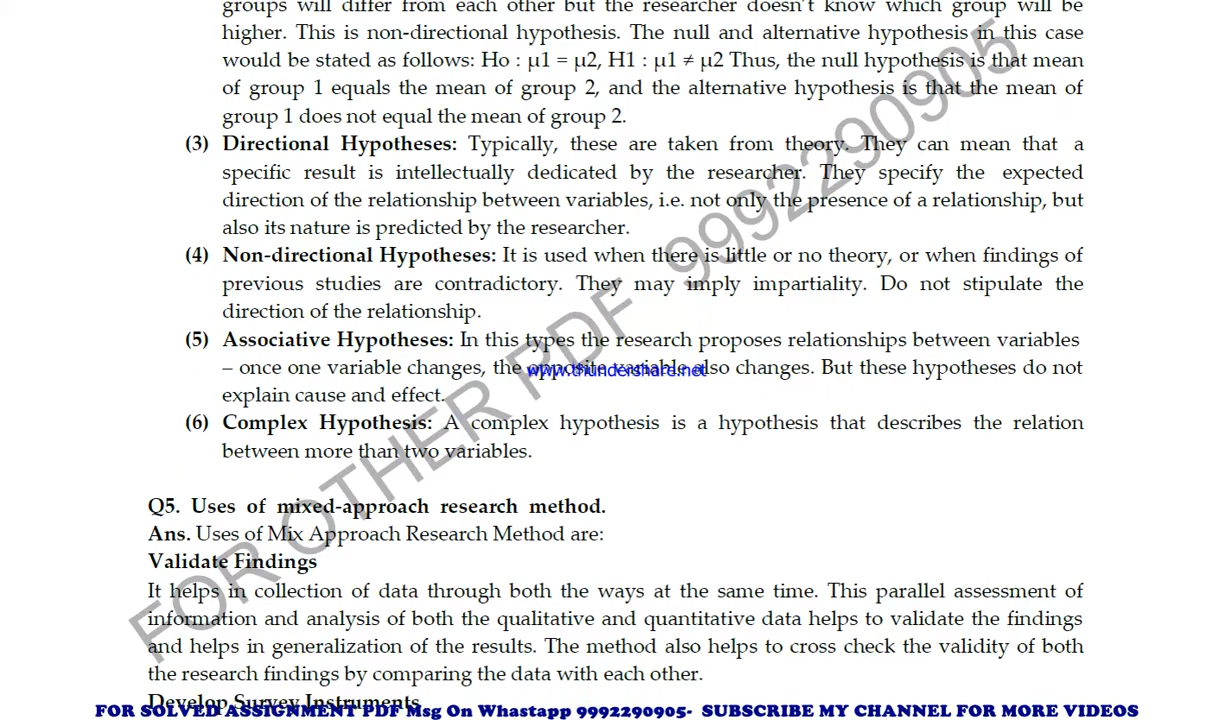 groups will differ from each other but the researcher doesn't know which group will be
higher. This is non-directional hypothesis. The null and alternative hypothesis in this case
would be stated as follows: Ho : µ1 = µ2, H1 : µ1 ≠ µ2 Thus, the null hypothesis is that mean
of group 1 equals the mean of group 2, and the alternative hypothesis is that the mean of
group 1 does not equal the mean of group 2.
(3) Directional Hypotheses: Typically, these are taken from theory. They can mean that a
specific result is intellectually dedicated by the researcher. They specify the expected
direction of the relationship between variables, i.e. not only the presence of a relationship, but
also its nature is predicted by the researcher.
(4) Non-directional Hypotheses: It is used when there is little or no theory, or when findings of
previous studies are contradictory. They may imply impartiality. Do not stipulate the
direction of the relationship.
(5) Associative Hypotheses: In this types the research proposes relationships between variables
– once one variable changes, the opposite variable also changes. But these hypotheses do not
www.thundershare.net
explain cause and effect.
(6) Complex Hypothesis: A complex hypothesis is a hypothesis that describes the relation
between more than two variables.
Q5. Uses of mixed-approach research method.
Ans. Uses of Mix Approach Research Method are:
Validate Findings
It helps in collection of data through both the ways at the same time. This parallel assessment of
information and analysis of both the qualitative and quantitative data helps to validate the findings
and helps in generalization of the results. The method also helps to cross check the validity of both
the research findings by comparing the data with each other.
Develop Survey Instruments
FOR OTHER PDF 9992290905
FOR SOLVED ASSIGNMENT PDF Msg On Whastapp 9992290905- SUBSCRIBE MY CHANNEL FOR MORE VIDEOS